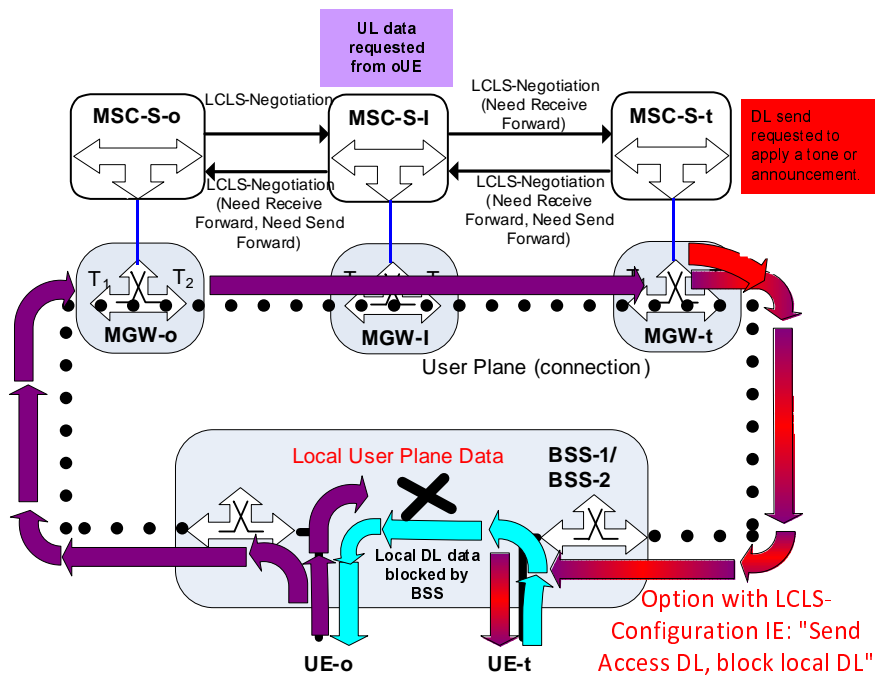 UL data
requested
from oUE
MSC-S-o
LCLS-Negotiation
MSC-S-I
LCLS-Negotiation
(Need Receive
Forward)
MSC-S-t
DL send
requested to
apply a tone or
announcement.
LCLS-Negotiation
(Need Receive
Forward, Need Send
Forward)
LCLS-Negotiation
(Need Receive
Forward, Need Send
Forward)
T1
T2
MGW-o
MGW-I
MGW-t
User Plane (connection)
Local User Plane Data
BSS-1/
BSS-2
Local DL data
blocked by
BSS
Option with LCLS-
Configuration IE: "Send
Access DL, block local DL"
UE-o
UE-t